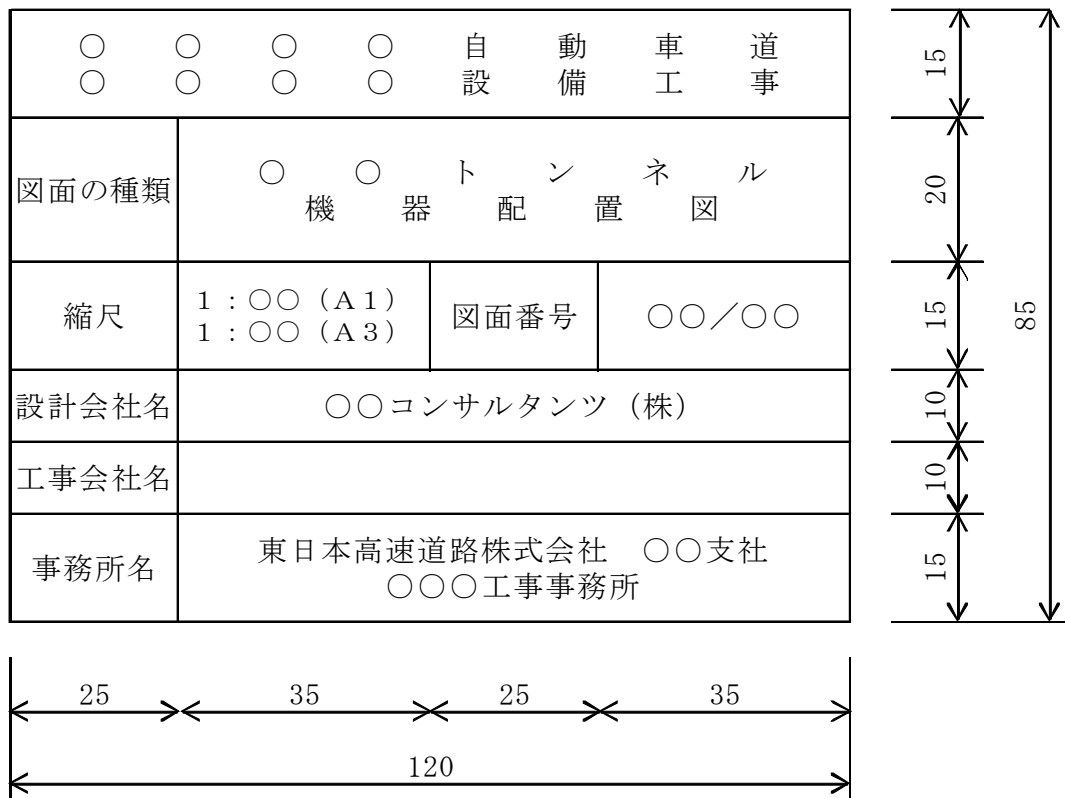 ○○○○自動車道
○○○○設備工事
図面の種類
○○トンネル
機器配置図
縮尺
1：○○（A1）
1：○○（A3）
図面番号
○○／○○
設計会社名
○○コンサルタンツ（株）
工事会社名
事務所名
東日本高速道路株式会社　○○支社
○○○工事事務所
15
20
15
10
10
15
85
25
35
25
35
120